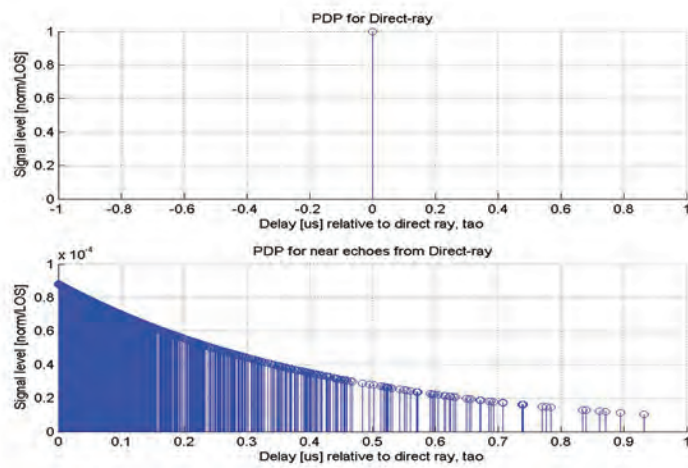 PDP for Direct-ray
Signal level [norm/LOS]
1
0.8
0.6
0.4
0.2
0
-1 -0.8 -0.6 -0.4 -0.2 0 0.2 0.4 0.6 0.8 1
Delay [us] relative to direct ray, tao
x 10⁻⁴
PDP for near echoes from Direct-ray
Signal level [norm/LOS]
1
0.8
0.6
0.4
0.2
0
0 0.1 0.2 0.3 0.4 0.5 0.6 0.7 0.8 0.9 1
Delay [us] relative to direct ray, tao